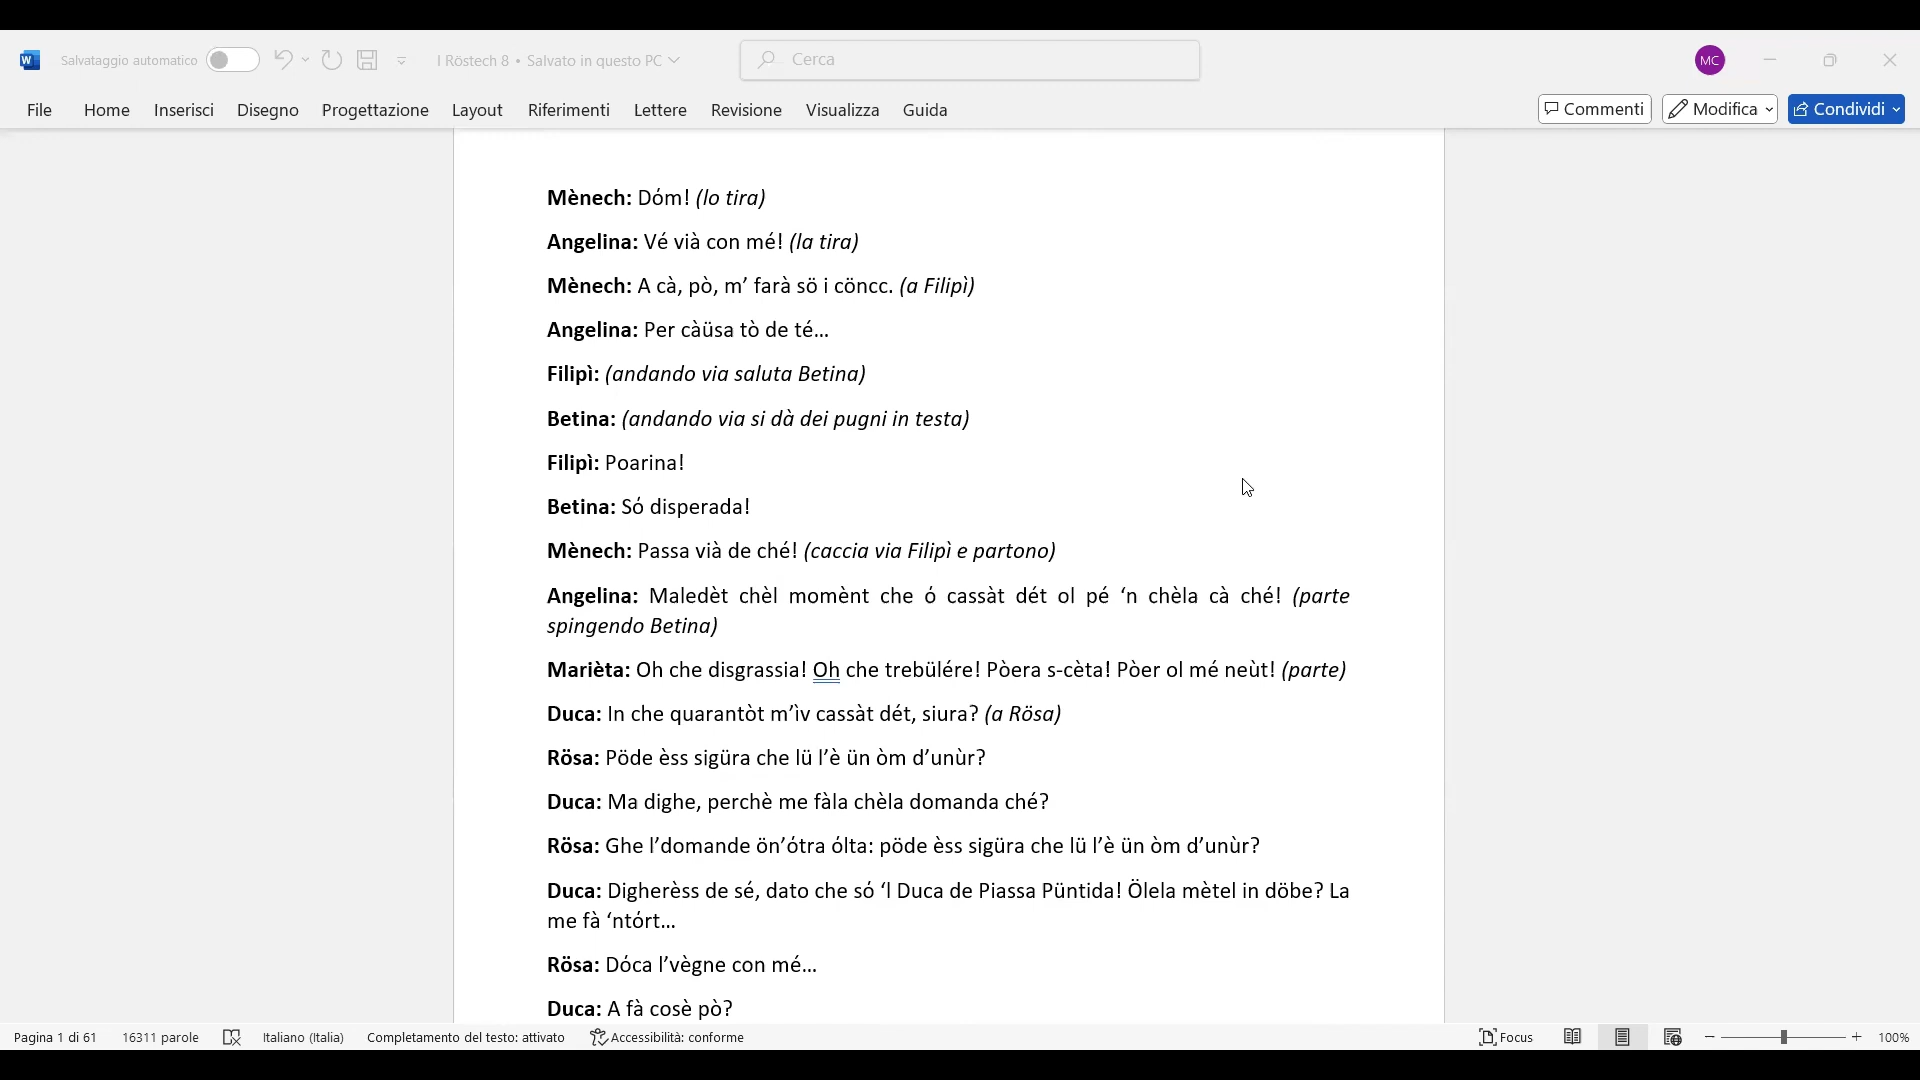 Salvataggio automatico
I Röstech 8 • Salvato in questo PC
Cerca
MC
File Home Inserisci Disegno Progettazione Layout Riferimenti Lettere Revisione Visualizza Guida
Commenti Modifica Condividi
Mènech: Dóm! (lo tira)
Angelina: Vé vià con mé! (la tira)
Mènech: A cà, pò, m’ farà sö i cöncc. (a Filipì)
Angelina: Per càüsa tò de té...
Filipì: (andando via saluta Betina)
Betina: (andando via si dà dei pugni in testa)
Filipì: Poarina!
Betina: Só disperada!
Mènech: Passa vià de ché! (caccia via Filipì e partono)
Angelina: Maledèt chèl momènt che ó cassàt dét ol pé ‘n chèla cà ché! (parte
spingendo Betina)
Marièta: Oh che disgrassia! Oh che trebülére! Pòera s-cèta! Pòer ol mé neùt! (parte)
Duca: In che quarantòt m’ìv cassàt dét, siura? (a Rösa)
Rösa: Pöde èss sigüra che lü l’è ün òm d’unùr?
Duca: Ma dighe, perchè me fàla chèla domanda ché?
Rösa: Ghe l’domande ön’ótra ólta: pöde èss sigüra che lü l’è ün òm d’unùr?
Duca: Digherèss de sé, dato che só ‘l Duca de Piassa Püntida! Ölela mètel in döbe? La
me fà ‘ntórt...
Rösa: Dóca l’vègne con mé...
Duca: A fà cosè pò?
Pagina 1 di 61 16311 parole Italiano (Italia) Completamento del testo: attivato Accessibilità: conforme Focus 100%